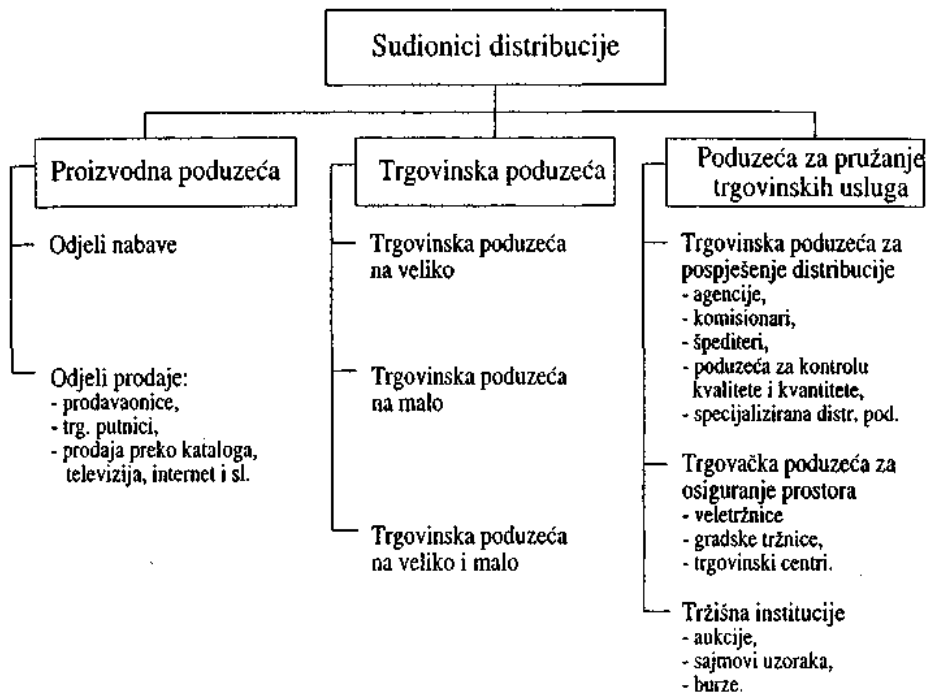 Sudionici distribucije
Proizvodna poduzeća
Odjeli nabave
Odjeli prodaje:
- prodavaonice,
- trg. putnici,
- prodaja preko kataloga,
televizija, internet i sl.
Trgovinska poduzeća
Trgovinska poduzeća
na veliko
Trgovinska poduzeća
na malo
Trgovinska poduzeća
na veliko i malo
Poduzeća za pružanje
trgovinskih usluga
Trgovinska poduzeća za
pospješenje distribucije
- agencije,
- komisionari,
- špediteri,
- poduzeća za kontrolu
kvalitete i kvantitete,
- specijalizirana distr. pod.
Trgovačka poduzeća za
osiguranje prostora
- veletržnice
- gradske tržnice,
- trgovinski centri.
Tržišna institucije
- aukcije,
- sajmovi uzoraka,
- burze.